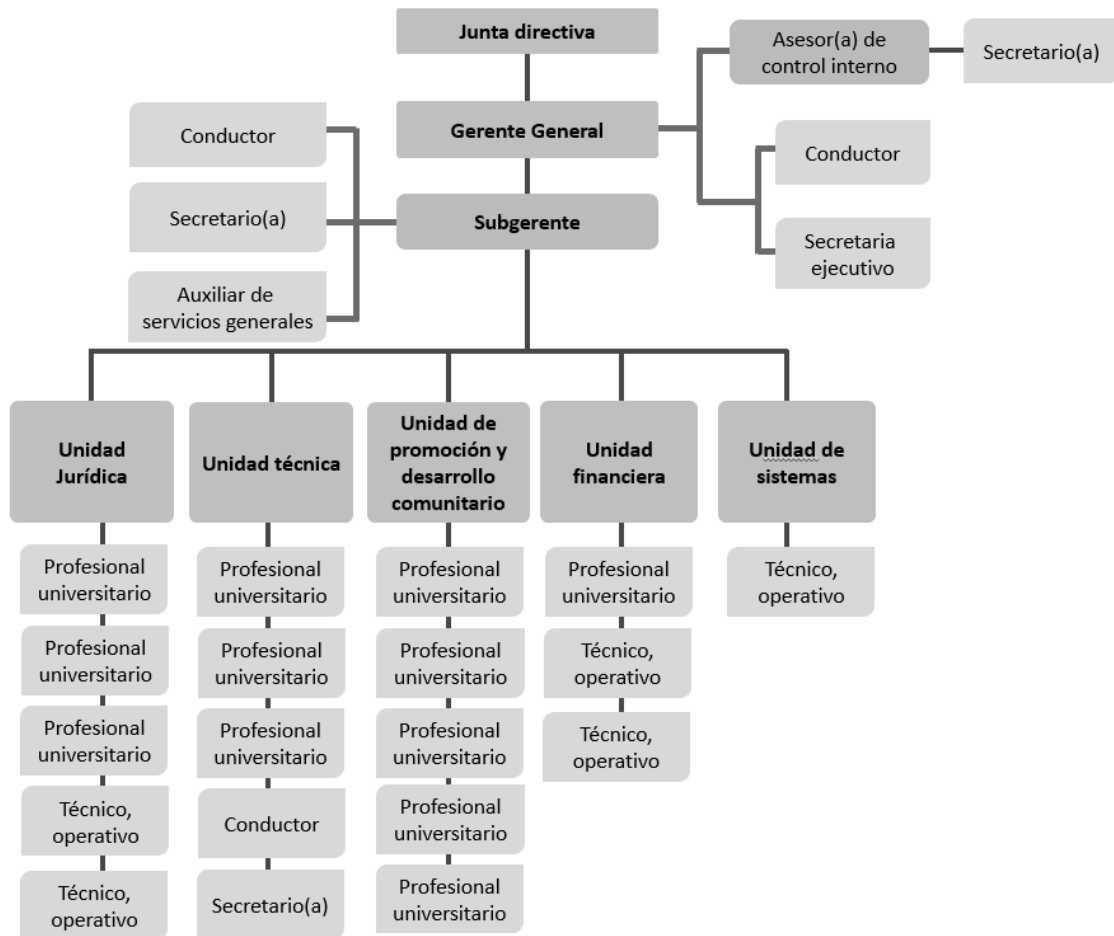 Junta directiva
Asesor(a) de
control interno
Secretario(a)
Gerente General
Conductor
Conductor
Secretario(a)
Subgerente
Secretaria
ejecutivo
Auxiliar de
servicios generales
Unidad
Jurídica
Unidad técnica
Unidad de
promoción y
desarrollo
comunitario
Unidad
financiera
Unidad de
sistemas
Profesional
universitario
Profesional
universitario
Profesional
universitario
Técnico,
operativo
Técnico,
operativo
Profesional
universitario
Profesional
universitario
Profesional
universitario
Conductor
Secretario(a)
Profesional
universitario
Profesional
universitario
Profesional
universitario
Profesional
universitario
Profesional
universitario
Profesional
universitario
Técnico,
operativo
Técnico,
operativo
Técnico,
operativo